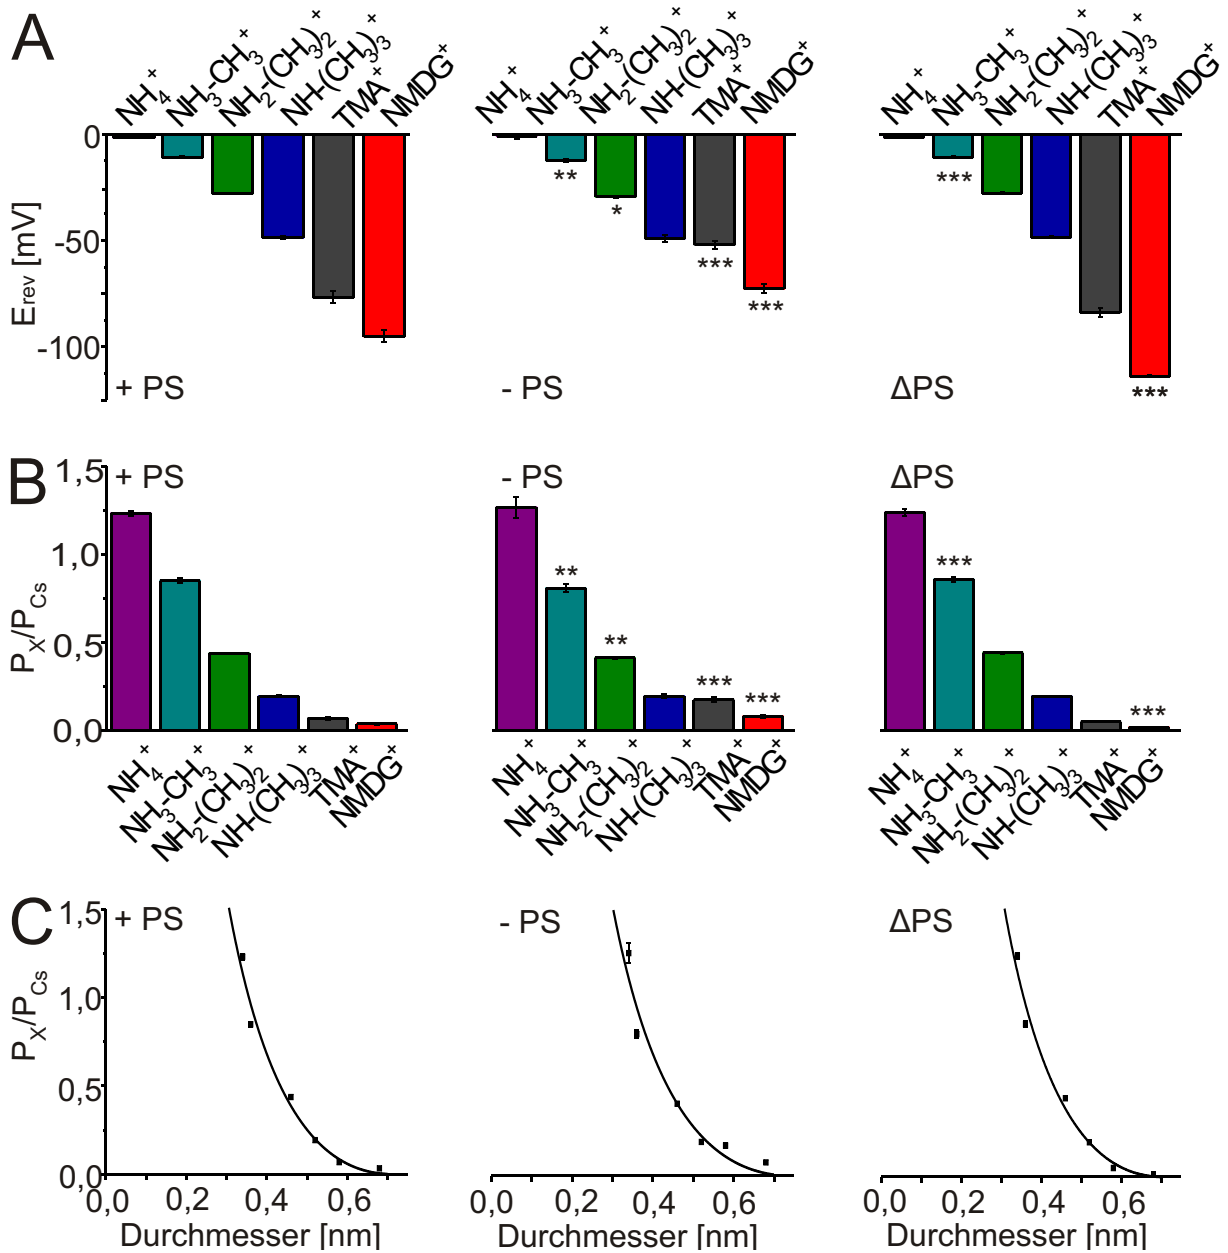 A
NH₄⁺ NH₃-CH₃⁺ NH₂-(CH₃)₂⁺ NH-(CH₃)₃⁺ TMA⁺ NMDG⁺
NH₄⁺ NH₃-CH₃⁺ NH₂-(CH₃)₂⁺ NH-(CH₃)₃⁺ TMA⁺ NMDG⁺
NH₄⁺ NH₃-CH₃⁺ NH₂-(CH₃)₂⁺ NH-(CH₃)₃⁺ TMA⁺ NMDG⁺
0
-50
-100
Erev [mV]
** * *** ***
*** ***
+ PS - PS ΔPS
B
1,5
1,0
0,5
0,0
PX/PCs
+ PS - PS ΔPS
** ** *** ***
*** ***
NH₄⁺ NH₃-CH₃⁺ NH₂-(CH₃)₂⁺ NH-(CH₃)₃⁺ TMA⁺ NMDG⁺
NH₄⁺ NH₃-CH₃⁺ NH₂-(CH₃)₂⁺ NH-(CH₃)₃⁺ TMA⁺ NMDG⁺
NH₄⁺ NH₃-CH₃⁺ NH₂-(CH₃)₂⁺ NH-(CH₃)₃⁺ TMA⁺ NMDG⁺
C
1,5
1,0
0,5
0,0
PX/PCs
+ PS - PS ΔPS
0,0 0,2 0,4 0,6
0,0 0,2 0,4 0,6
0,0 0,2 0,4 0,6
Durchmesser [nm] Durchmesser [nm] Durchmesser [nm]